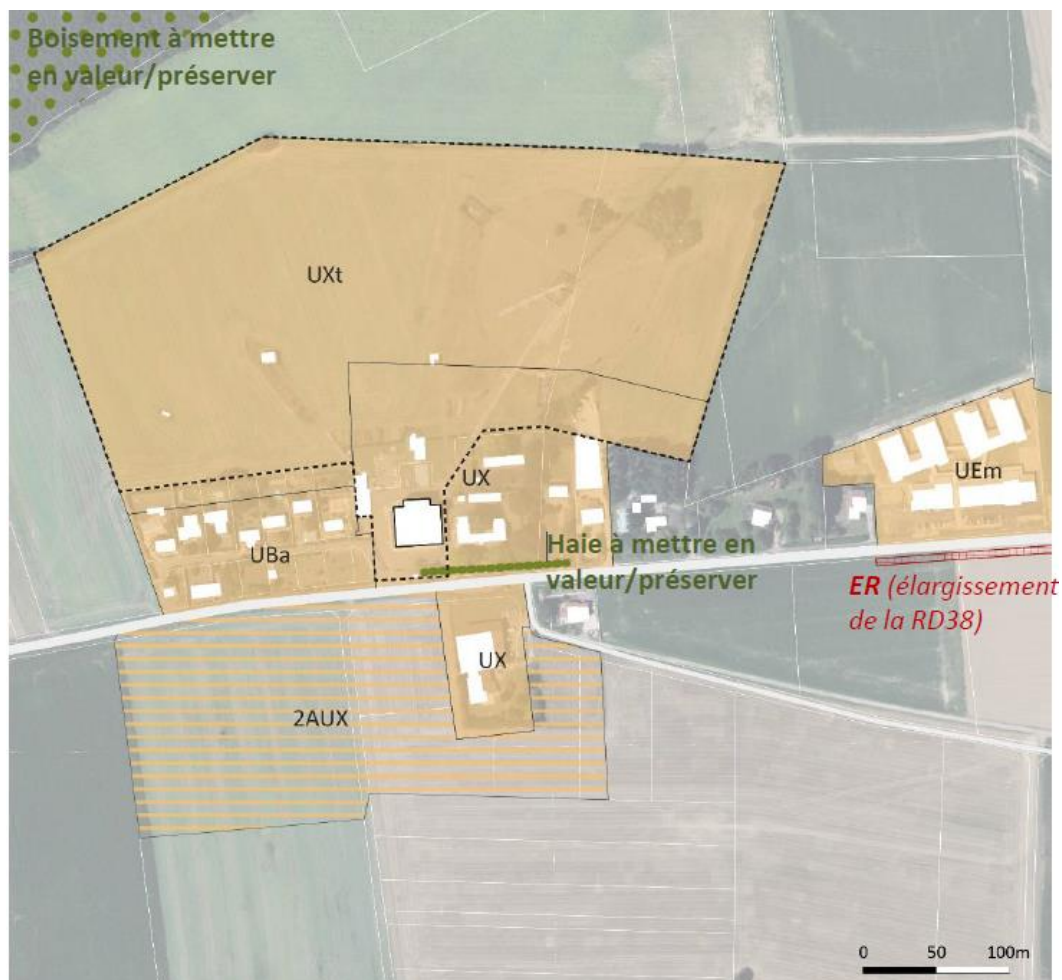 Boisement à mettre
en valeur/préserver
UXt
UX
UEm
UBa
Haie à mettre en
valeur/préserver
ER (élargissement
de la RD38)
UX
2AUX
0 50 100m